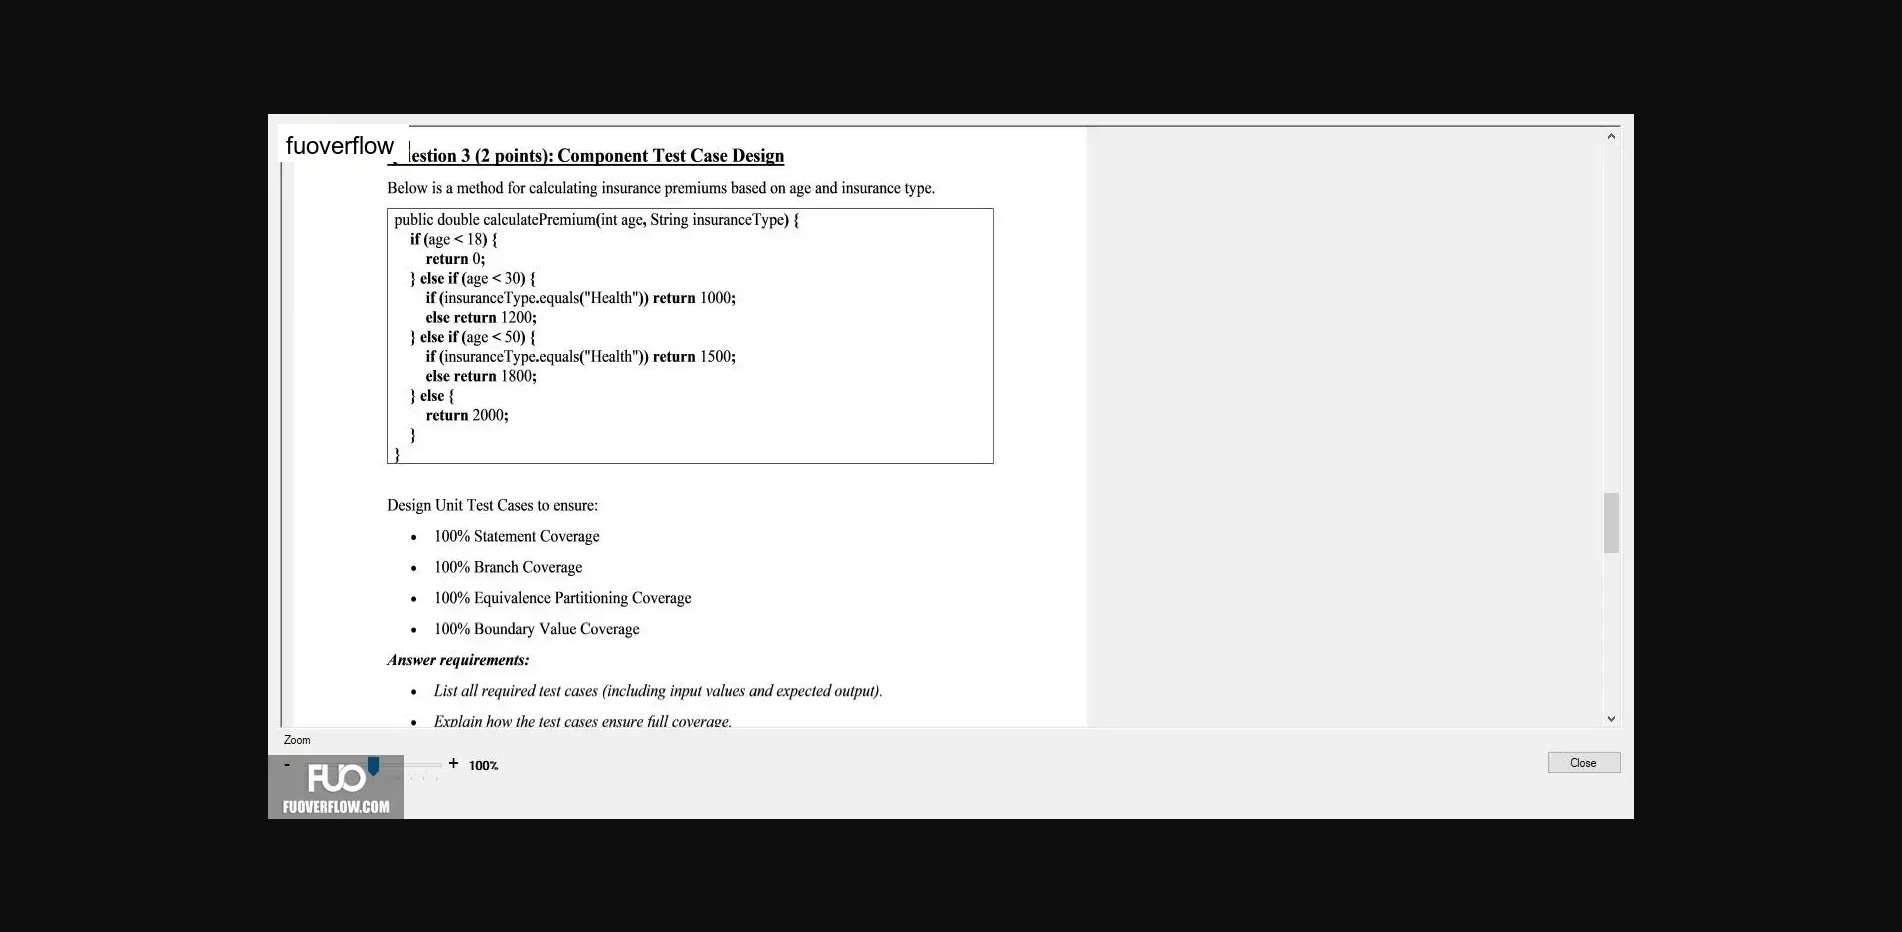 fuoverflow
estion 3 (2 points): Component Test Case Design
Below is a method for calculating insurance premiums based on age and insurance type.
public double calculatePremium(int age, String insuranceType) {
if (age < 18) {
return 0;
} else if (age < 30) {
if (insuranceType.equals("Health")) return 1000;
else return 1200;
} else if (age < 50) {
if (insuranceType.equals("Health")) return 1500;
else return 1800;
} else {
return 2000;
}
}
Design Unit Test Cases to ensure:
• 100% Statement Coverage
• 100% Branch Coverage
• 100% Equivalence Partitioning Coverage
• 100% Boundary Value Coverage
Answer requirements:
• List all required test cases (including input values and expected output).
• Explain how the test cases ensure full coverage.
Zoom
- + 100%
Close
FUO
FUOVERFLOW.COM